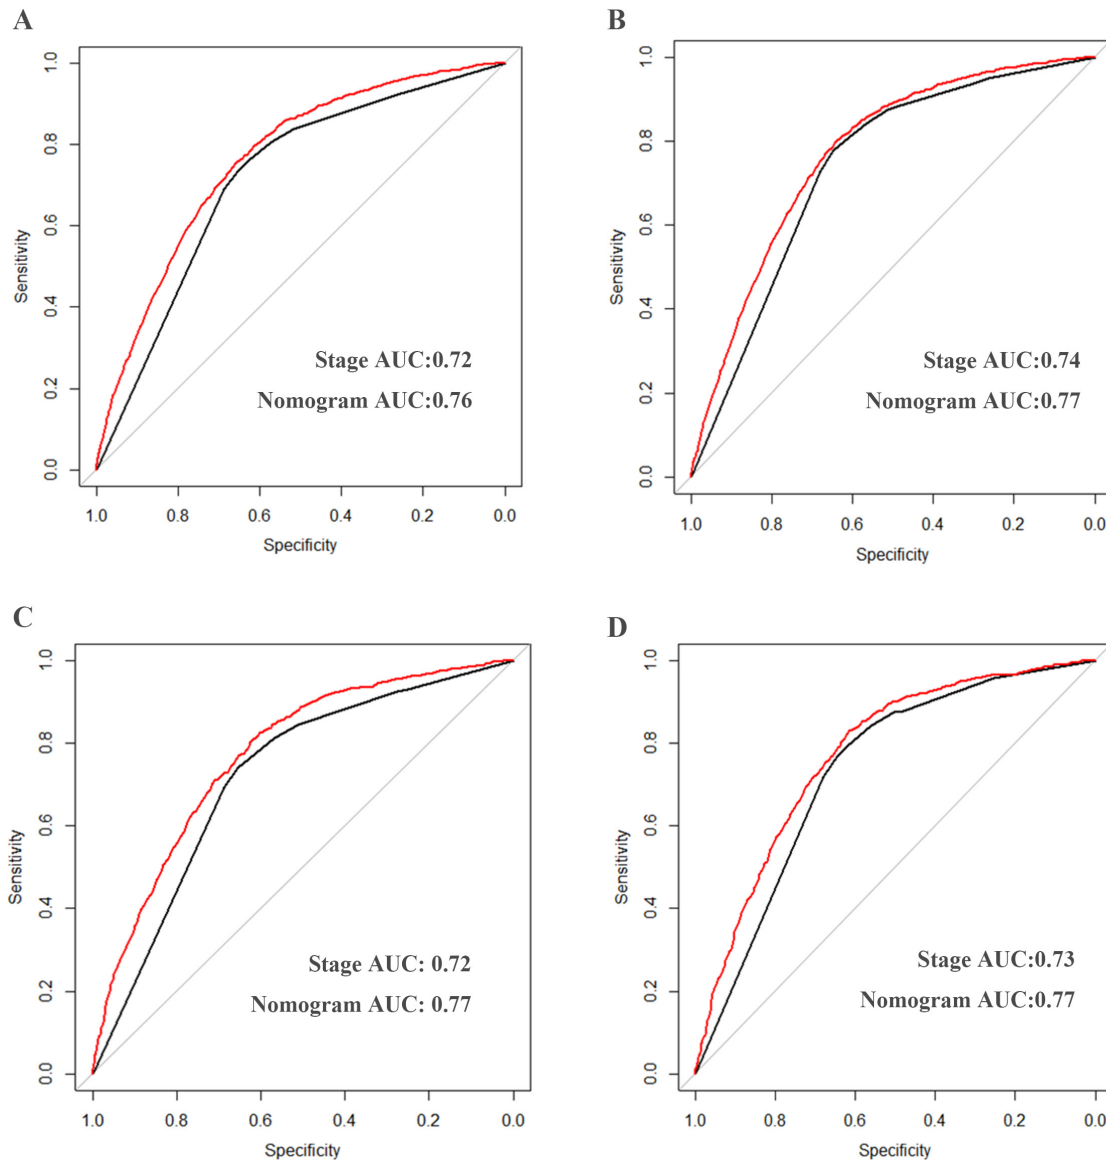 A
1.0
0.8
0.6
0.4
0.2
0.0
Sensitivity
Stage AUC:0.72
Nomogram AUC:0.76
1.0 0.8 0.6 0.4 0.2 0.0
Specificity
B
1.0
0.8
0.6
0.4
0.2
0.0
Sensitivity
Stage AUC:0.74
Nomogram AUC:0.77
1.0 0.8 0.6 0.4 0.2 0.0
Specificity
C
1.0
0.8
0.6
0.4
0.2
0.0
Sensitivity
Stage AUC: 0.72
Nomogram AUC: 0.77
1.0 0.8 0.6 0.4 0.2 0.0
Specificity
D
1.0
0.8
0.6
0.4
0.2
0.0
Sensitivity
Stage AUC:0.73
Nomogram AUC:0.77
1.0 0.8 0.6 0.4 0.2 0.0
Specificity